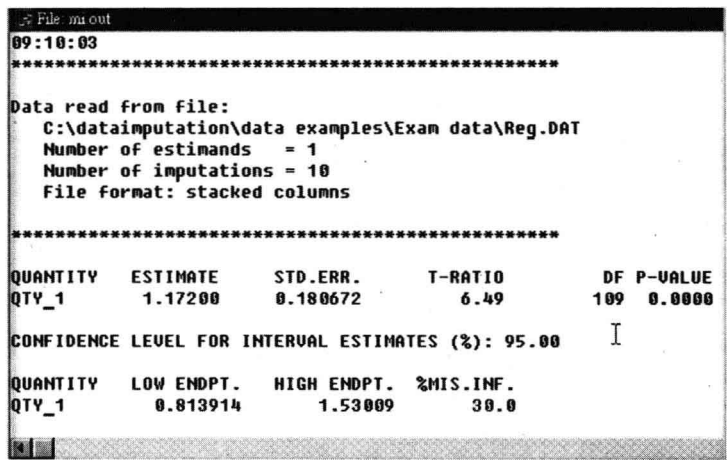 File: mi.out
09:10:03
**************************************************
Data read from file:
C:\dataimputation\data examples\Exam data\Reg.DAT
Number of estimands = 1
Number of imputations = 10
File format: stacked columns
**************************************************
QUANTITY ESTIMATE STD.ERR. T-RATIO DF P-VALUE
QTY_1 1.17200 0.180672 6.49 109 0.0000
CONFIDENCE LEVEL FOR INTERVAL ESTIMATES (%): 95.00
QUANTITY LOW ENDPT. HIGH ENDPT. %MIS.INF.
QTY_1 0.813914 1.53009 30.0